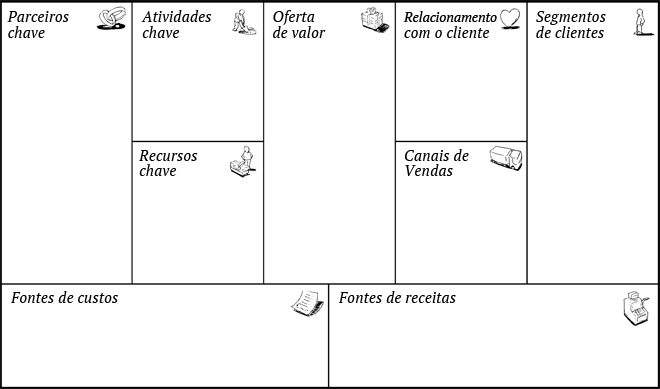 Parceiros
chave
Atividades
chave
Oferta
de valor
Relacionamento
com o cliente
Segmentos
de clientes
Recursos
chave
Canais de
Vendas
Fontes de custos
Fontes de receitas